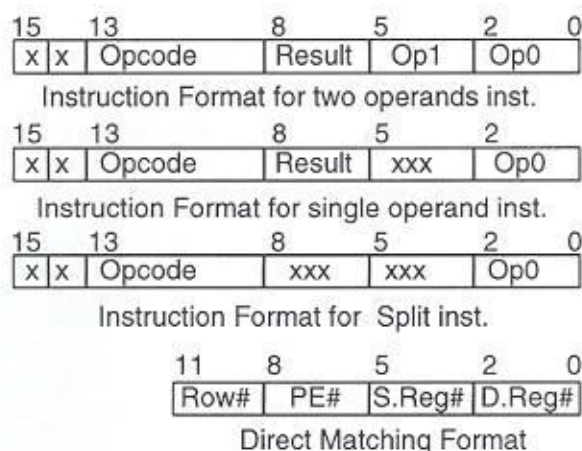 15 13 8 5 2 0
x x Opcode Result Op1 Op0
Instruction Format for two operands inst.
15 13 8 5 2 0
x x Opcode Result xxx Op0
Instruction Format for single operand inst.
15 13 8 5 2 0
x x Opcode xxx xxx Op0
Instruction Format for Split inst.
11 8 5 2 0
Row# PE# S.Reg# D.Reg#
Direct Matching Format